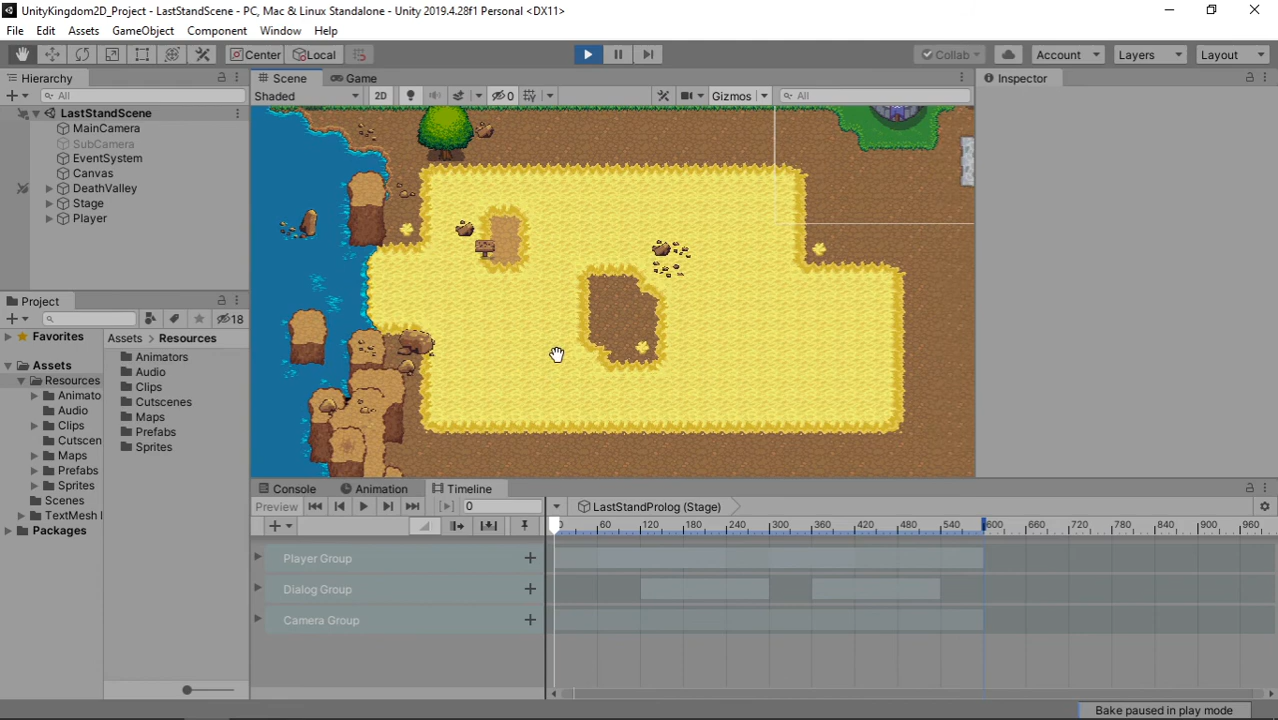 UnityKingdom2D_Project - LastStandScene - PC, Mac & Linux Standalone - Unity 2019.4.28f1 Personal <DX11>
File Edit Assets GameObject Component Window Help
Center Local Collab Account Layers Layout
Hierarchy
All
LastStandScene
MainCamera
SubCamera
EventSystem
Canvas
DeathValley
Stage
Player
Scene Game
Shaded 2D 0 Gizmos All
Inspector
Project
18
Favorites
Assets
Resources
Animato
Audio
Clips
Cutscen
Maps
Prefabs
Sprites
Scenes
TextMesh
Packages
Assets Resources
Animators
Audio
Clips
Cutscenes
Maps
Prefabs
Sprites
Console Animation Timeline
Preview 0 LastStandProlog (Stage)
0 60 120 180 240 300 360 420 480 540 600 660 720 780 840 900 960
Player Group
Dialog Group
Camera Group
Bake paused in play mode